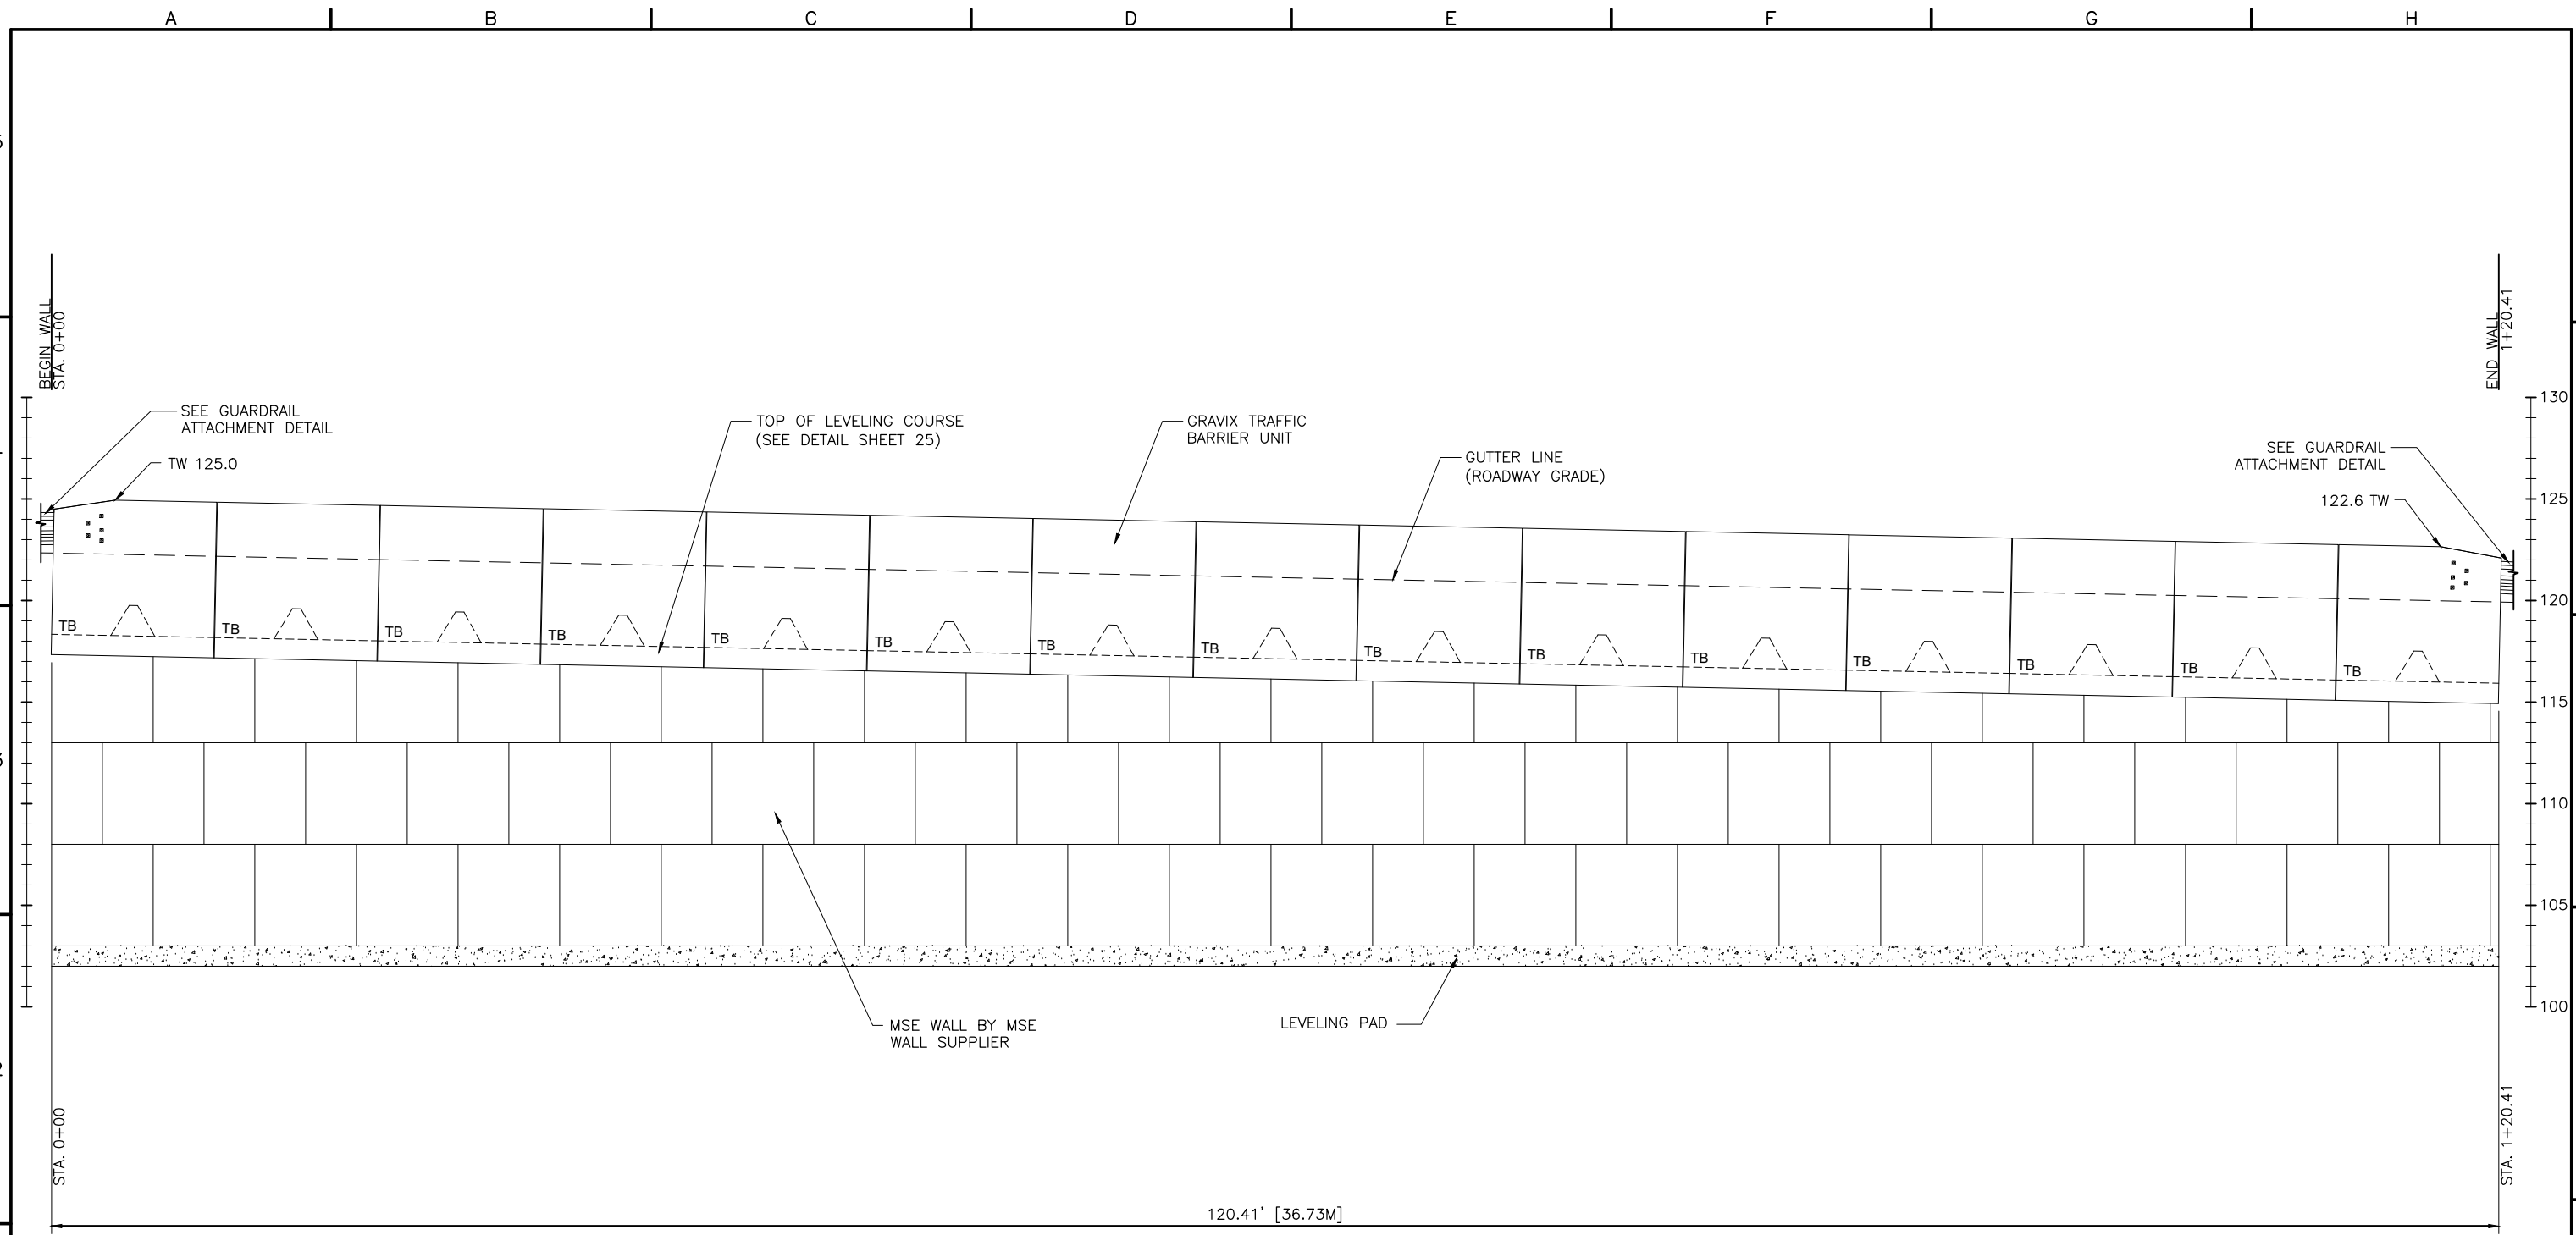 A B C D E F G H
BEGIN WALL
STA. 0+00
END WALL
1+20.41
SEE GUARDRAIL
ATTACHMENT DETAIL
TW 125.0
TOP OF LEVELING COURSE
(SEE DETAIL SHEET 25)
GRAVIX TRAFFIC
BARRIER UNIT
GUTTER LINE
(ROADWAY GRADE)
SEE GUARDRAIL
ATTACHMENT DETAIL
122.6 TW
130
125
120
115
110
105
100
TB TB TB TB TB TB TB TB TB TB TB TB TB TB TB
MSE WALL BY MSE
WALL SUPPLIER
LEVELING PAD
STA. 0+00
STA. 1+20.41
120.41' [36.73M]